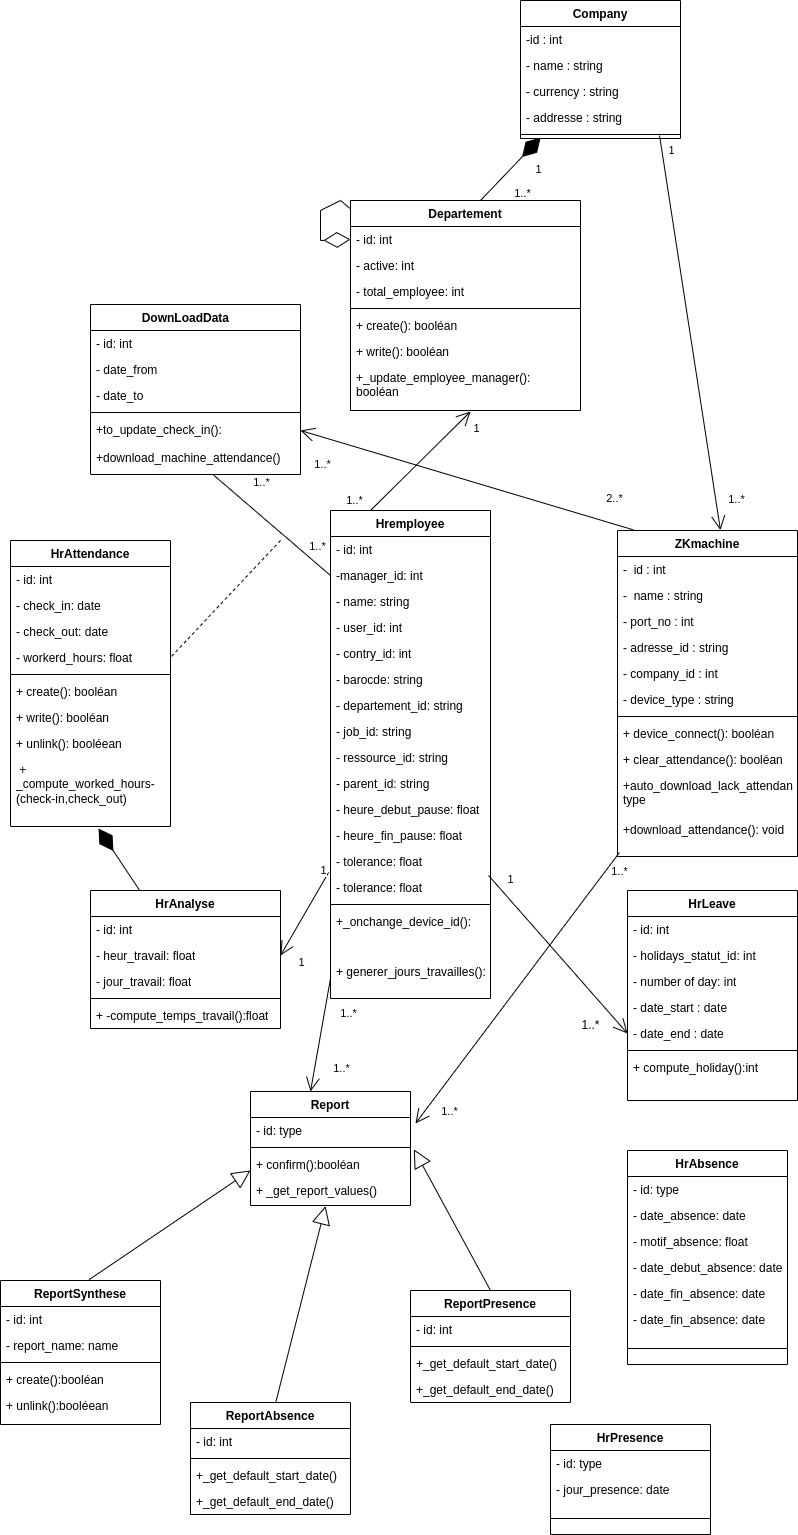 Company
-id : int
- name : string
- currency : string
- addresse : string
1
1
1..*
Departement
- id: int
- active: int
- total_employee: int
+ create(): booléan
+ write(): booléan
+_update_employee_manager():
booléan
1
DownLoadData
- id: int
- date_from
- date_to
+to_update_check_in():
+download_machine_attendance()
1..*
1..*
1..*
2..*
1..*
1..*
HrAttendance
- id: int
- check_in: date
- check_out: date
- workerd_hours: float
+ create(): booléan
+ write(): booléan
+ unlink(): booléean
+
_compute_worked_hours-
(check-in,check_out)
Hremployee
- id: int
-manager_id: int
- name: string
- user_id: int
- contry_id: int
- barocde: string
- departement_id: string
- job_id: string
- ressource_id: string
- parent_id: string
- heure_debut_pause: float
- heure_fin_pause: float
- tolerance: float
- tolerance: float
+_onchange_device_id():
+ generer_jours_travailles():
ZKmachine
- id : int
- name : string
- port_no : int
- adresse_id : string
- company_id : int
- device_type : string
+ device_connect(): booléan
+ clear_attendance(): booléan
+auto_download_lack_attendan
type
+download_attendance(): void
1
1
1
1..*
HrAnalyse
- id: int
- heur_travail: float
- jour_travail: float
+ -compute_temps_travail():float
HrLeave
- id: int
- holidays_statut_id: int
- number of day: int
- date_start : date
- date_end : date
+ compute_holiday():int
1..*
1..*
1..*
1..*
Report
- id: type
+ confirm():booléan
+ _get_report_values()
HrAbsence
- id: type
- date_absence: date
- motif_absence: float
- date_debut_absence: date
- date_fin_absence: date
- date_fin_absence: date
ReportSynthese
- id: int
- report_name: name
+ create():booléan
+ unlink():booléean
ReportPresence
- id: int
+_get_default_start_date()
+_get_default_end_date()
ReportAbsence
- id: int
+_get_default_start_date()
+_get_default_end_date()
HrPresence
- id: type
- jour_presence: date